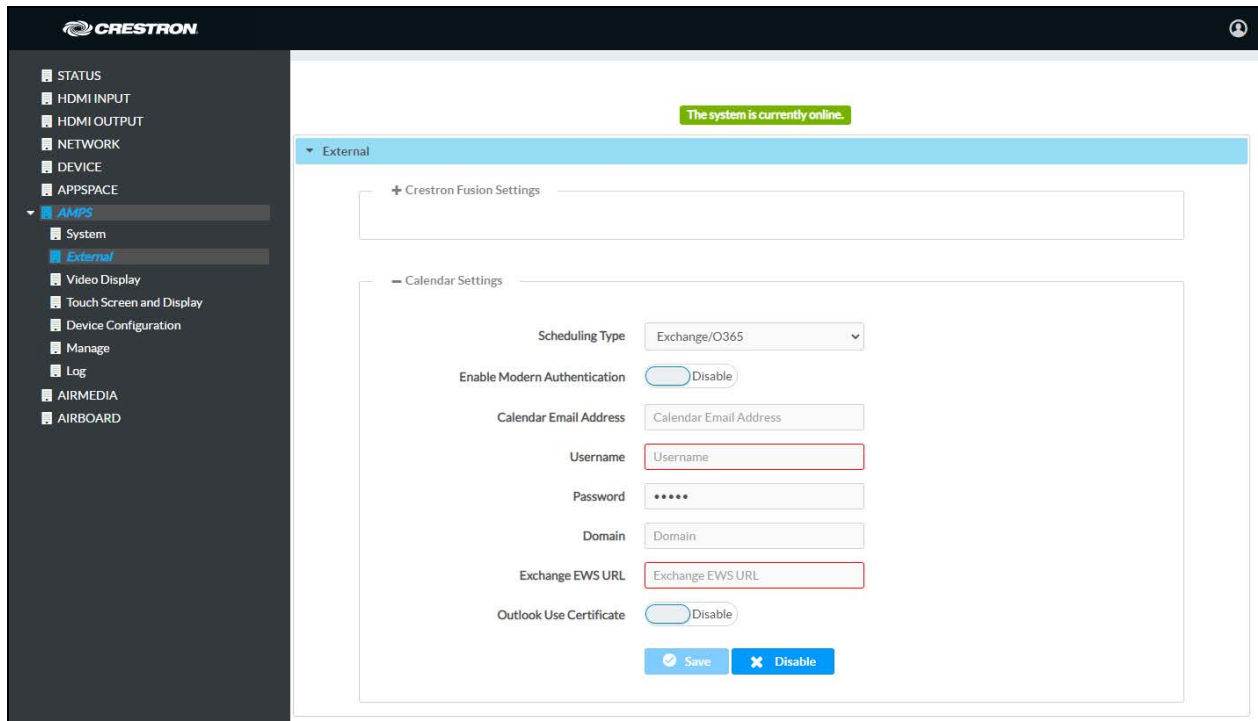 CRESTRON
STATUS
HDMI INPUT
HDMI OUTPUT
NETWORK
DEVICE
APPSPACE
AMPS
System
External
Video Display
Touch Screen and Display
Device Configuration
Manage
Log
AIRMEDIA
AIRBOARD
The system is currently online.
External
Crestron Fusion Settings
Calendar Settings
Scheduling Type Exchange/O365
Enable Modern Authentication Disable
Calendar Email Address Calendar Email Address
Username Username
Password •••••
Domain Domain
Exchange EWS URL Exchange EWS URL
Outlook Use Certificate Disable
Save Disable